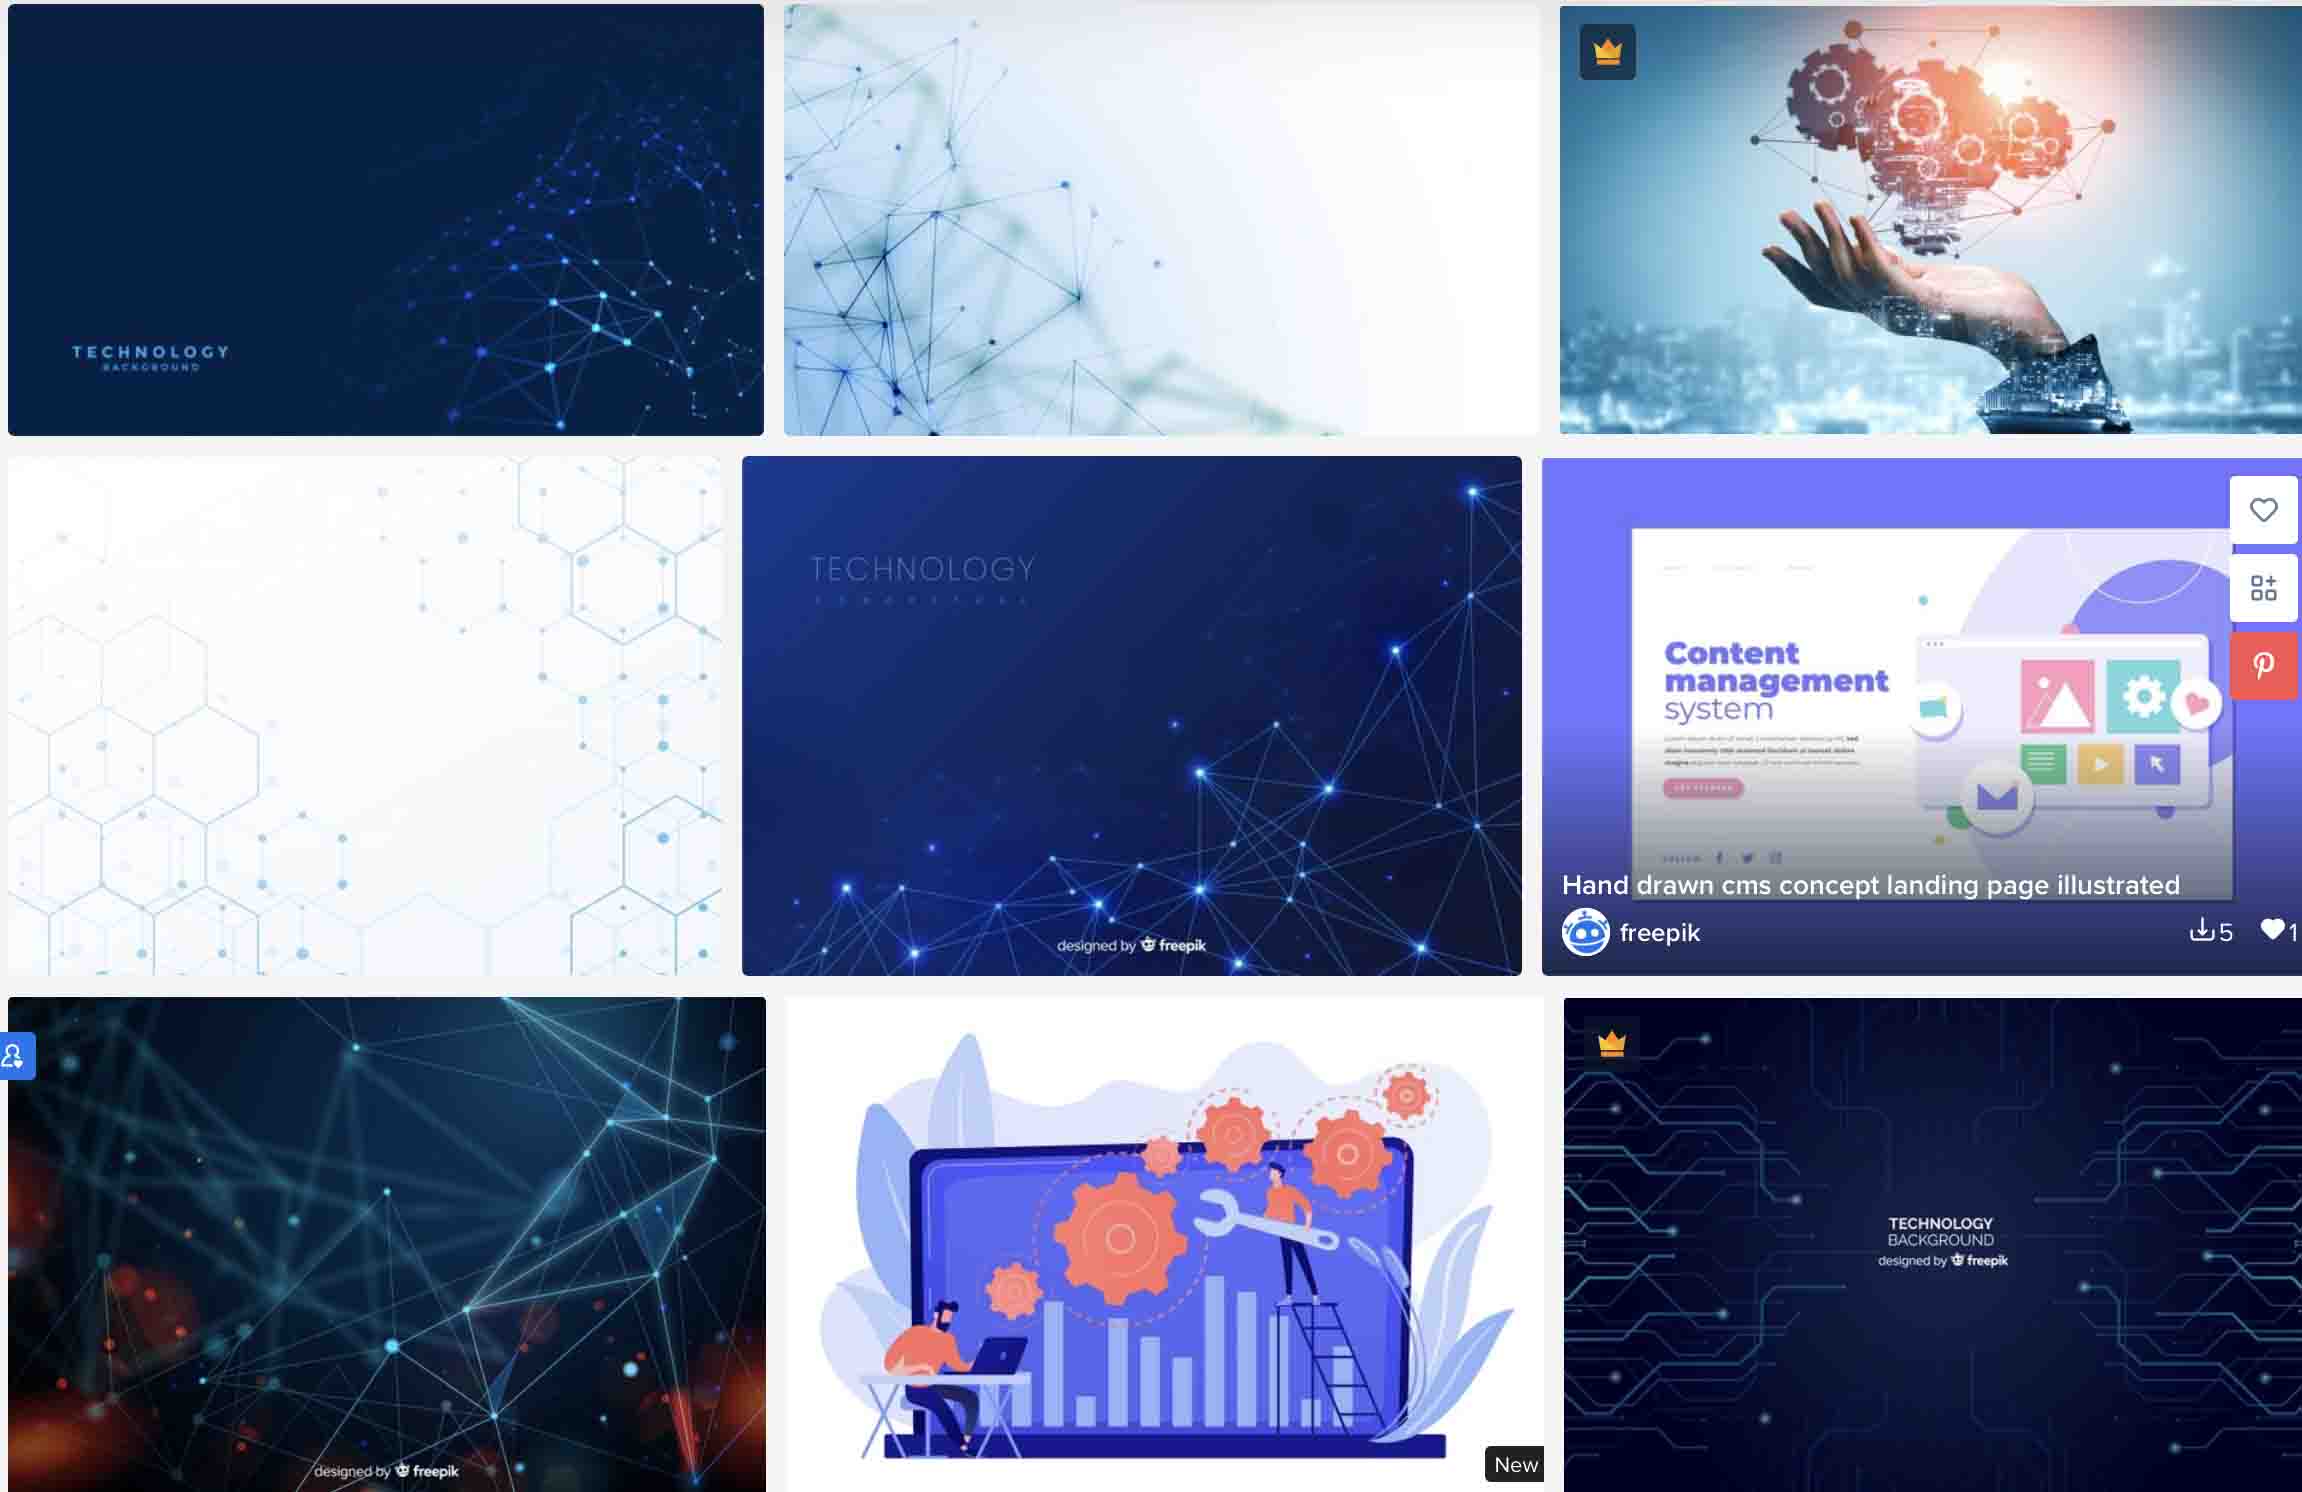 TECHNOLOGY
BACKGROUND
TECHNOLOGY
designed by freepik
Content
management
system
Hand drawn cms concept landing page illustrated
freepik
5
1
designed by freepik
New
TECHNOLOGY
BACKGROUND
designed by freepik